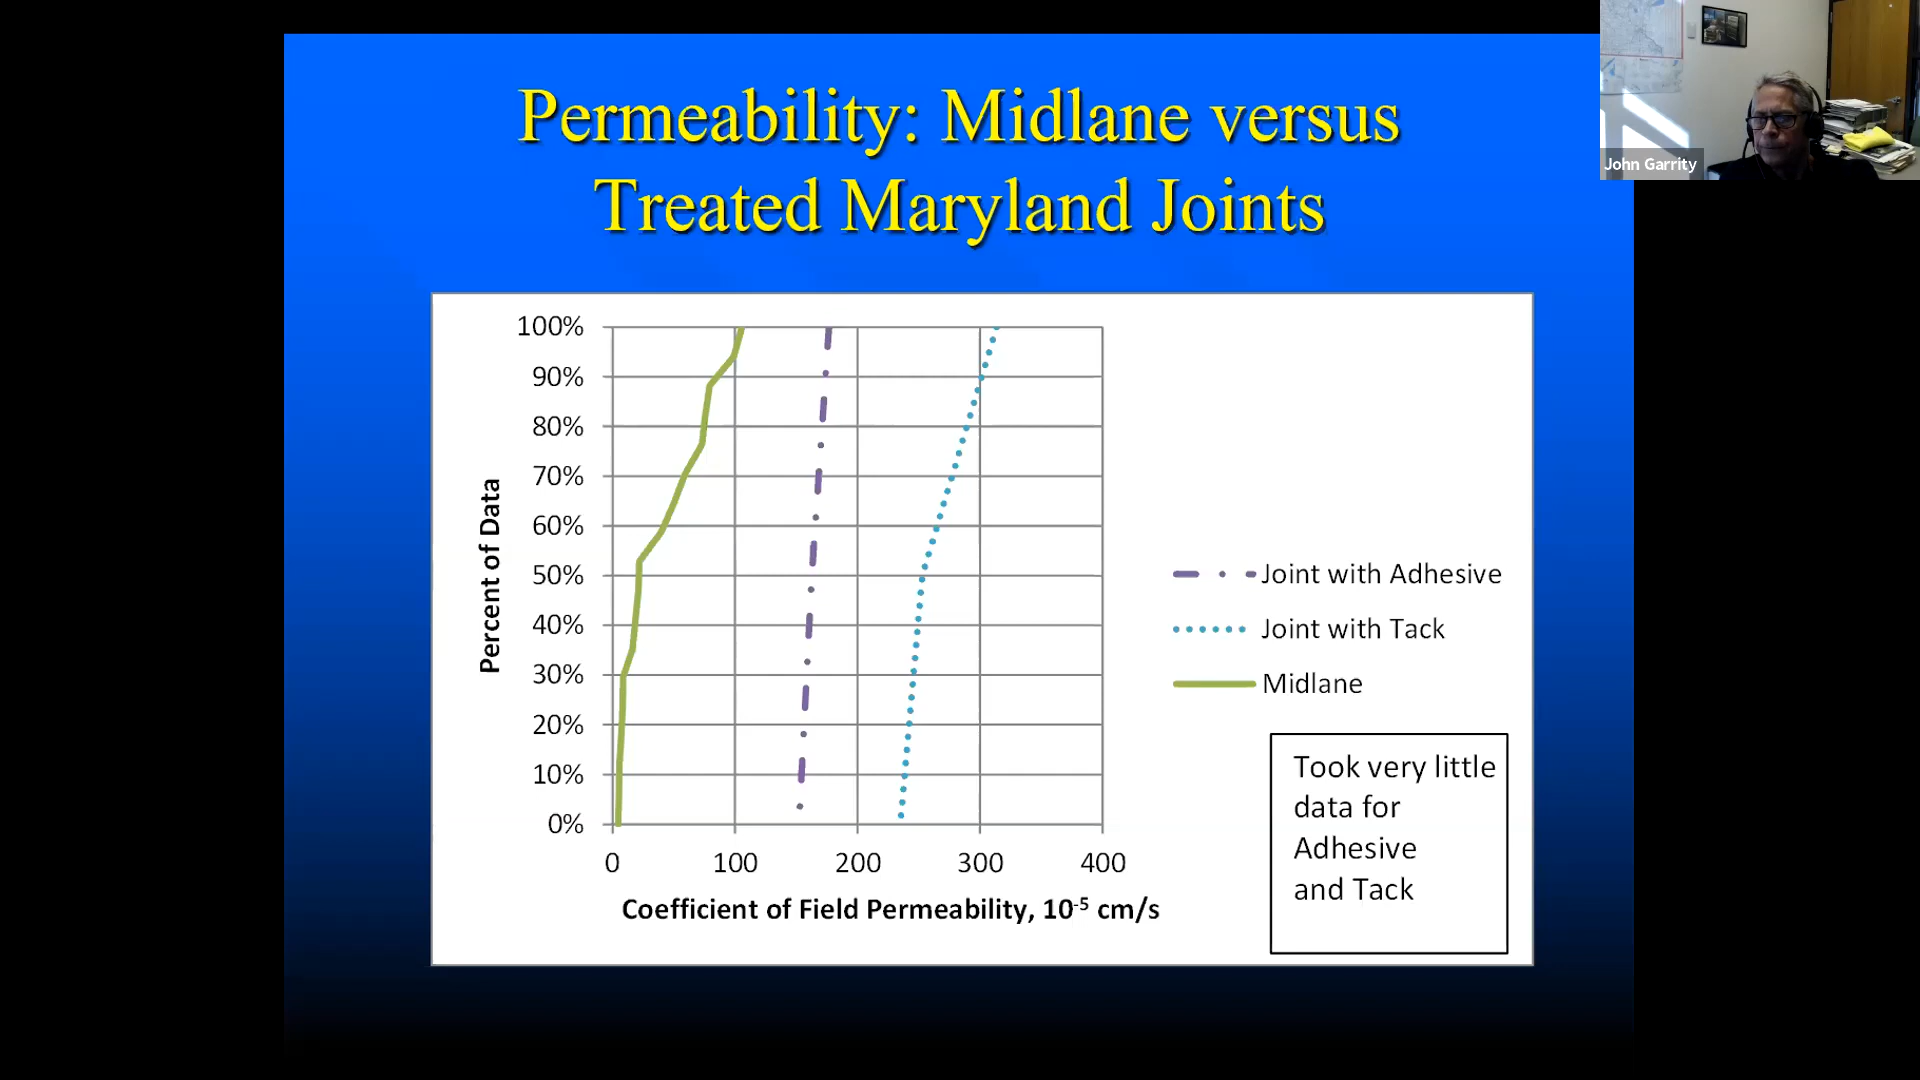 Permeability: Midlane versus
Treated Maryland Joints
John Garrity
100%
90%
80%
70%
60%
50%
40%
30%
20%
10%
0%
Percent of Data
0 100 200 300 400
Coefficient of Field Permeability, 10⁻⁵ cm/s
Joint with Adhesive
Joint with Tack
Midlane
Took very little
data for
Adhesive
and Tack